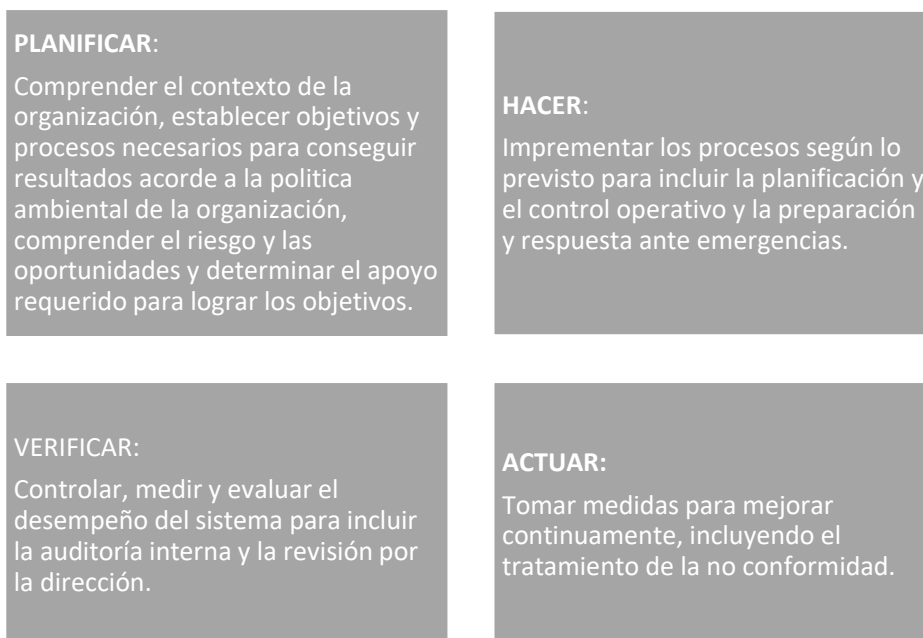 PLANIFICAR:
Comprender el contexto de la
organización, establecer objetivos y
procesos necesarios para conseguir
resultados acorde a la politica
ambiental de la organización,
comprender el riesgo y las
oportunidades y determinar el apoyo
requerido para lograr los objetivos.
HACER:
Imprementar los procesos según lo
previsto para incluir la planificación y
el control operativo y la preparación
y respuesta ante emergencias.
VERIFICAR:
Controlar, medir y evaluar el
desempeño del sistema para incluir
la auditoría interna y la revisión por
la dirección.
ACTUAR:
Tomar medidas para mejorar
continuamente, incluyendo el
tratamiento de la no conformidad.